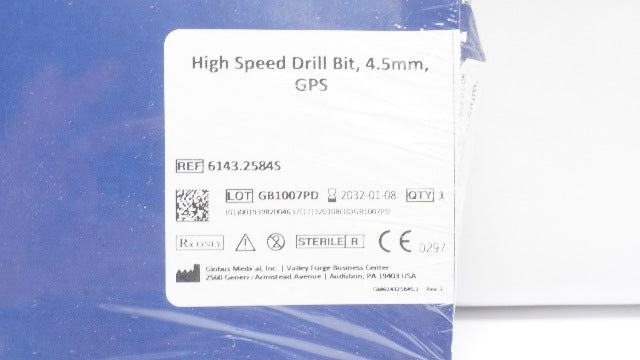 High Speed Drill Bit, 4.5mm,
GPS
REF 6143.2584S
LOT GB1007PD 2032-01-08 QTY 1
Rx ONLY STERILE R CE 0297
Globus Medical, Inc. | Valley Forge Business Center
2560 General Armistead Avenue | Audubon, PA 19403 USA